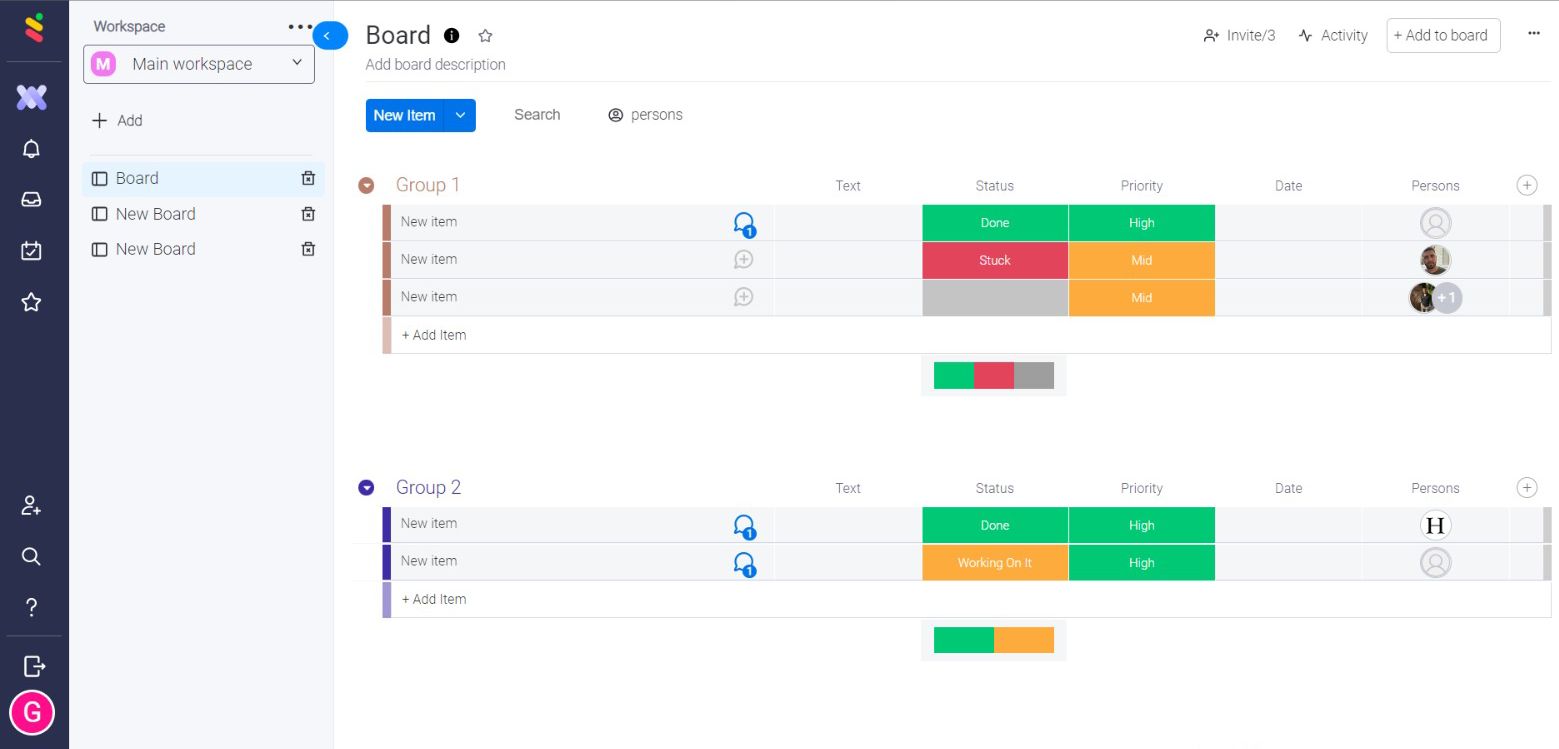 Workspace
M Main workspace
+ Add
Board
New Board
New Board
G
Board
Add board description
Invite/3 Activity + Add to board
New Item Search persons
Group 1 Text Status Priority Date Persons
New item 1 Done High
New item Stuck Mid
New item Mid +1
+ Add Item
Group 2 Text Status Priority Date Persons
New item 1 Done High H
New item 1 Working On It High
+ Add Item